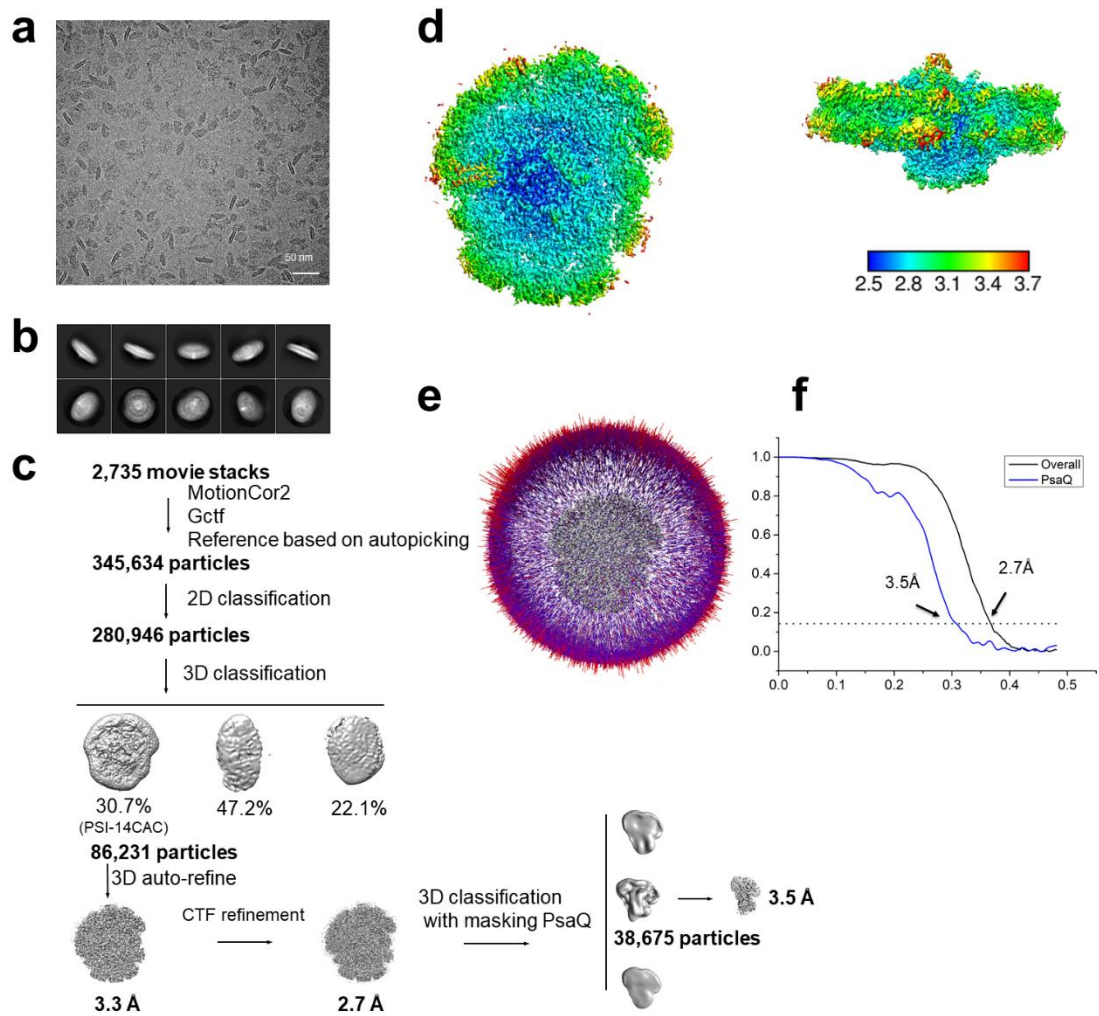 a
50 nm
b
c
2,735 movie stacks
MotionCor2
Gctf
Reference based on autopicking
345,634 particles
2D classification
280,946 particles
3D classification
30.7%
(PSI-14CAC)
47.2%
22.1%
86,231 particles
3D auto-refine
CTF refinement
3.3 Å
2.7 Å
3D classification
with masking PsaQ
38,675 particles
3.5 Å
d
2.5 2.8 3.1 3.4 3.7
e
f
Overall
PsaQ
3.5Å
2.7Å
1.0
0.8
0.6
0.4
0.2
0.0
0.0 0.1 0.2 0.3 0.4 0.5